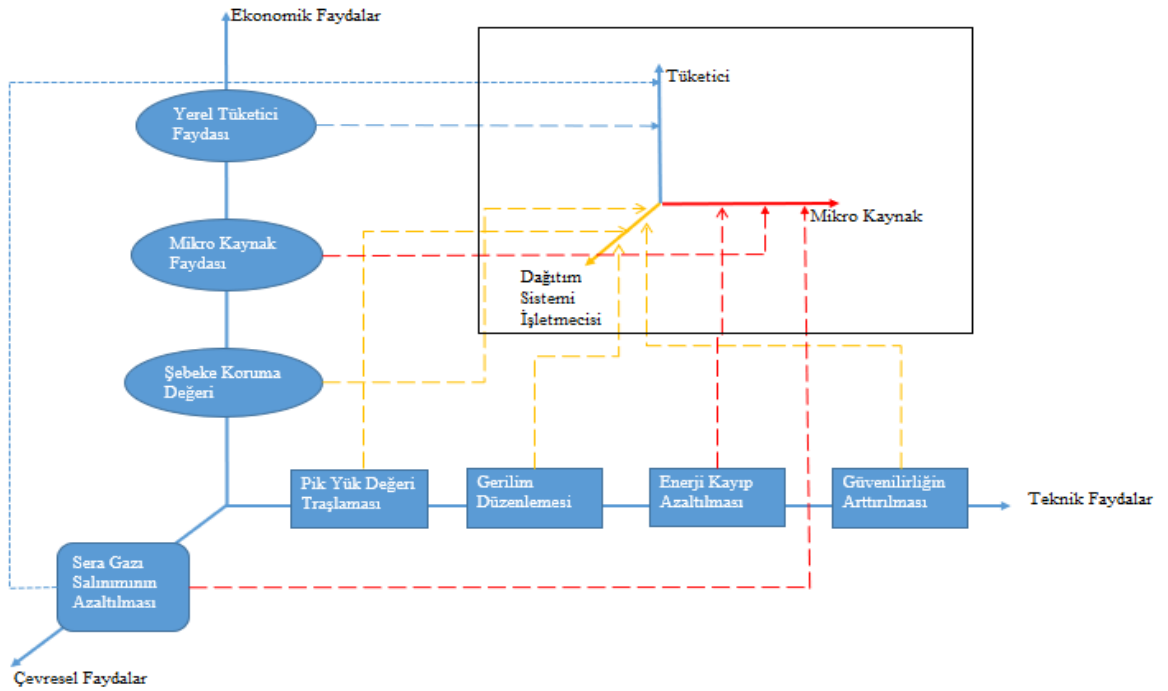 Ekonomik Faydalar
Tüketici
Yerel Tüketici
Faydası
Mikro Kaynak
Mikro Kaynak
Faydası
Dağıtım
Sistemi
İşletmecisi
Şebeke Koruma
Değeri
Pik Yük Değeri
Traşlaması
Gerilim
Düzenlemesi
Enerji Kayıp
Azaltılması
Güvenilirliğin
Arttırılması
Teknik Faydalar
Sera Gazı
Salınımının
Azaltılması
Çevresel Faydalar